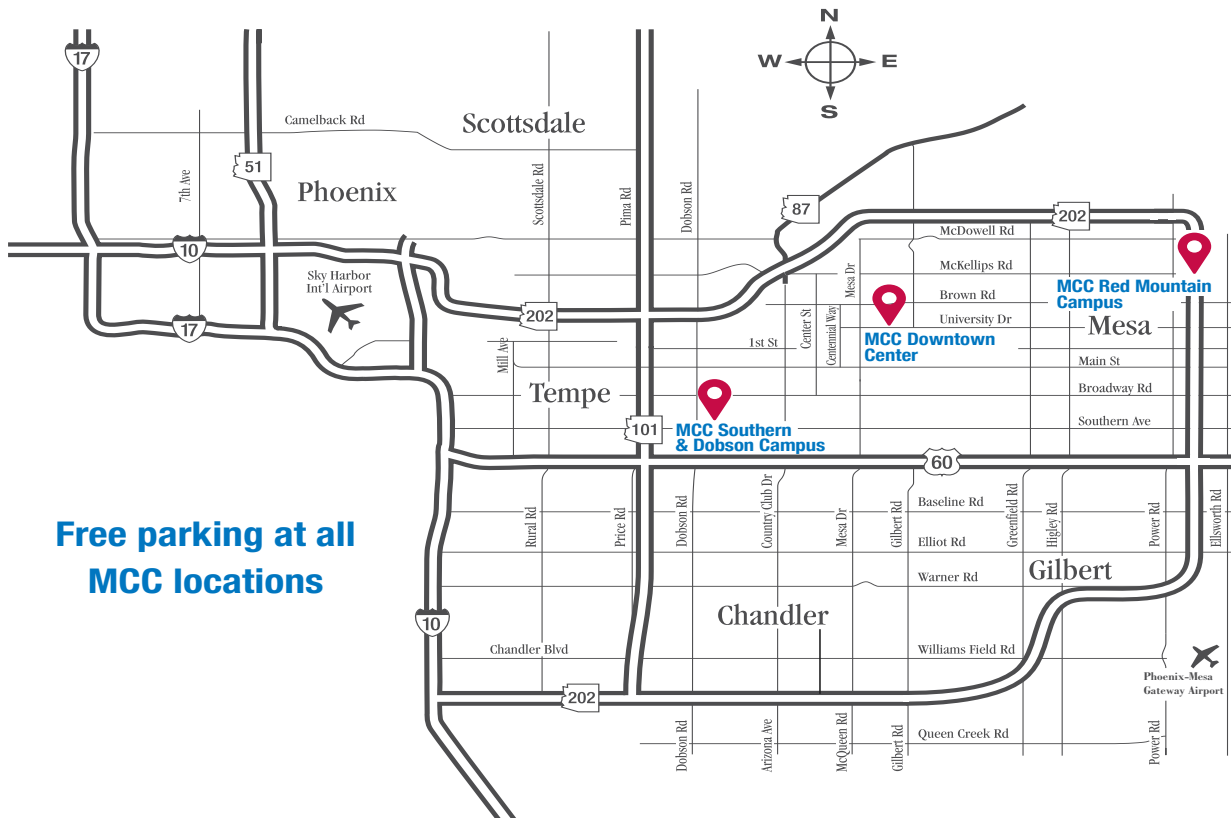 N
W
E
S
17
Camelback Rd
Scottsdale
51
7th Ave
Phoenix
Scottsdale Rd
Pima Rd
Dobson Rd
87
202
McDowell Rd
10
Sky Harbor
Int'l Airport
McKellips Rd
Mesa Dr
MCC Red Mountain
Campus
Brown Rd
17
202
University Dr
Mesa
MCC Downtown
Center
Mill Ave
1st St
Center St
Centennial Way
Main St
Tempe
Broadway Rd
101
MCC Southern
& Dobson Campus
Southern Ave
60
Baseline Rd
Rural Rd
Price Rd
Dobson Rd
Country Club Dr
Mesa Dr
Gilbert Rd
Greenfield Rd
Higley Rd
Power Rd
Ellsworth Rd
Free parking at all
MCC locations
Elliot Rd
Warner Rd
Gilbert
10
Chandler
Chandler Blvd
Williams Field Rd
Phoenix-Mesa
Gateway Airport
202
Queen Creek Rd
Dobson Rd
Arizona Ave
McQueen Rd
Gilbert Rd
Power Rd